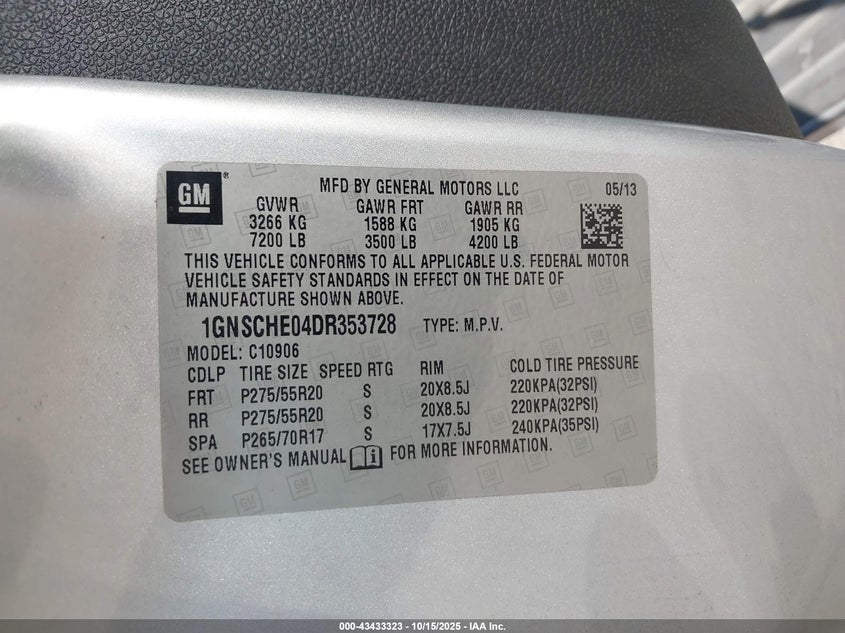 GM®
MFD BY GENERAL MOTORS LLC 05/13
GVWR GAWR FRT GAWR RR
3266 KG 1588 KG 1905 KG
7200 LB 3500 LB 4200 LB
THIS VEHICLE CONFORMS TO ALL APPLICABLE U.S. FEDERAL MOTOR
VEHICLE SAFETY STANDARDS IN EFFECT ON THE DATE OF
MANUFACTURE SHOWN ABOVE.
1GNSCHE04DR353728 TYPE: M.P.V.
MODEL: C10906
CDLP TIRE SIZE SPEED RTG RIM COLD TIRE PRESSURE
FRT P275/55R20 S 20X8.5J 220KPA(32PSI)
RR P275/55R20 S 20X8.5J 220KPA(32PSI)
SPA P265/70R17 S 17X7.5J 240KPA(35PSI)
SEE OWNER'S MANUAL FOR MORE INFORMATION.
000-43433323 - 10/15/2025 - IAA Inc.